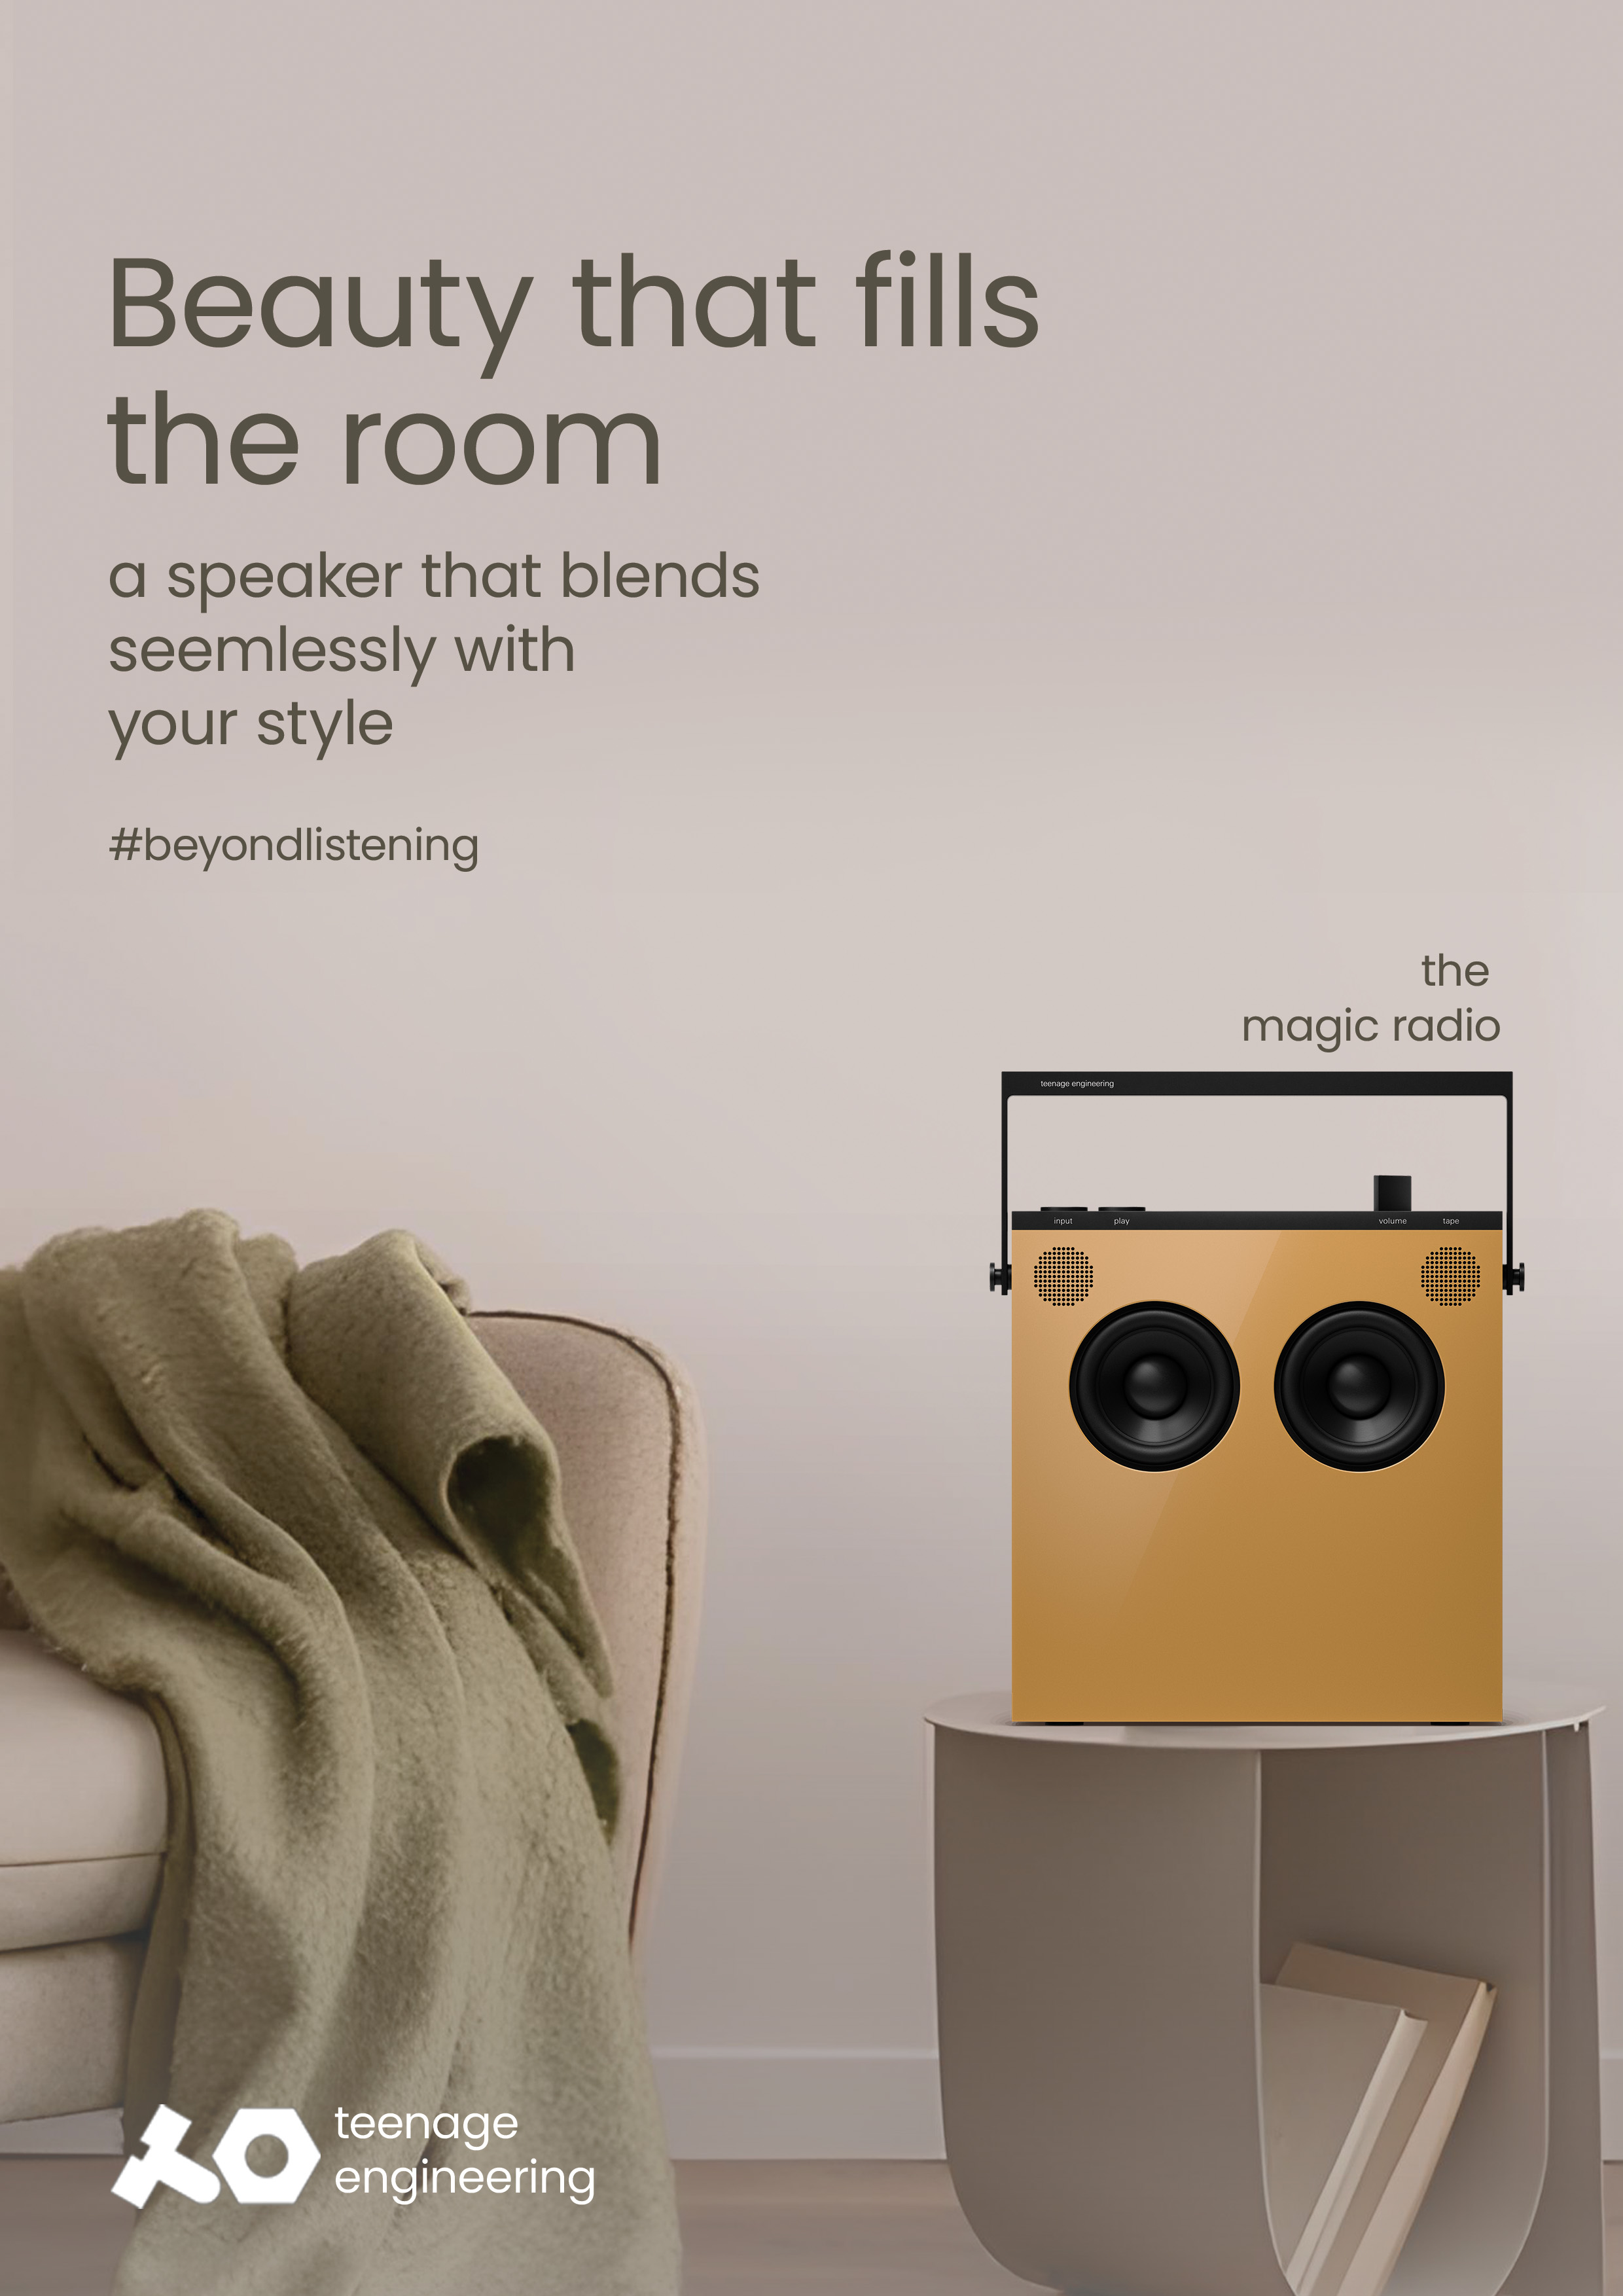 Beauty that fills
the room
a speaker that blends
seemlessly with
your style
#beyondlistening
the
magic radio
teenage engineering
input play volume tape
teenage
engineering